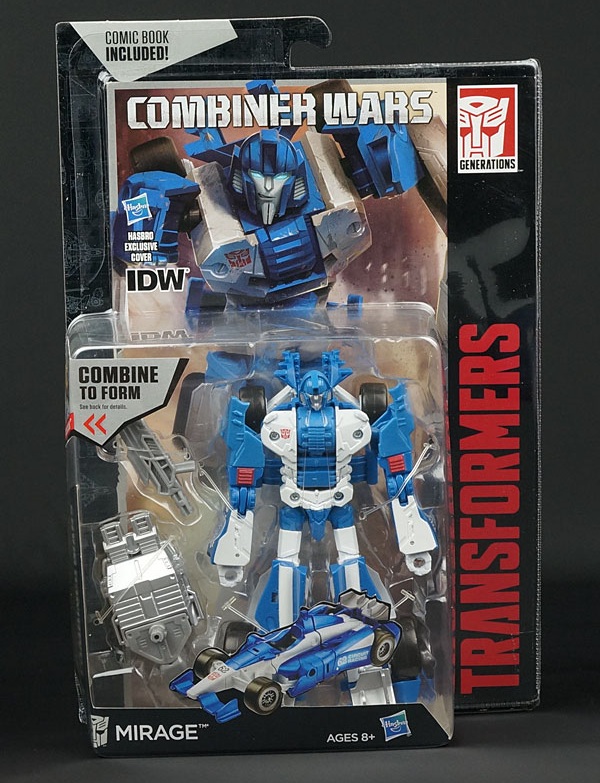 COMIC BOOK
INCLUDED!
COMBINER WARS
GENERATIONS
Hasbro
HASBRO
EXCLUSIVE
COVER
IDW
COMBINE
TO FORM
See back for details.
TRANSFORMERS
MIRAGE™
AGES 8+
Hasbro